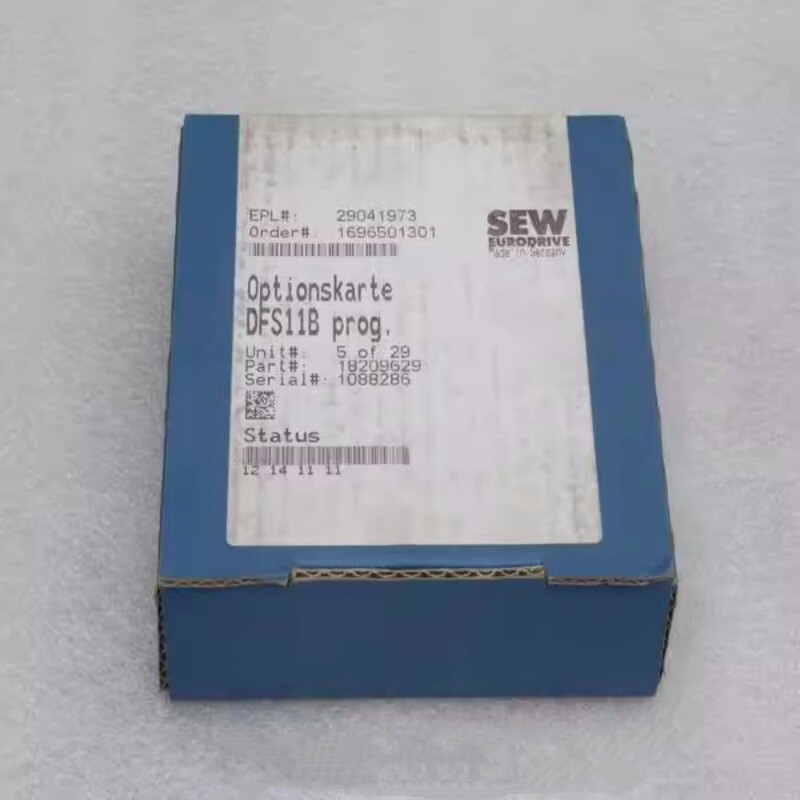 EPL#: 29041973
Order#: 1696501301
SEW
EURODRIVE
Made in Germany
Optionskarte
DFS11B prog.
Unit#: 5 of 29
Part#: 18209629
Serial#: 1088286
Status
12 14 11 11